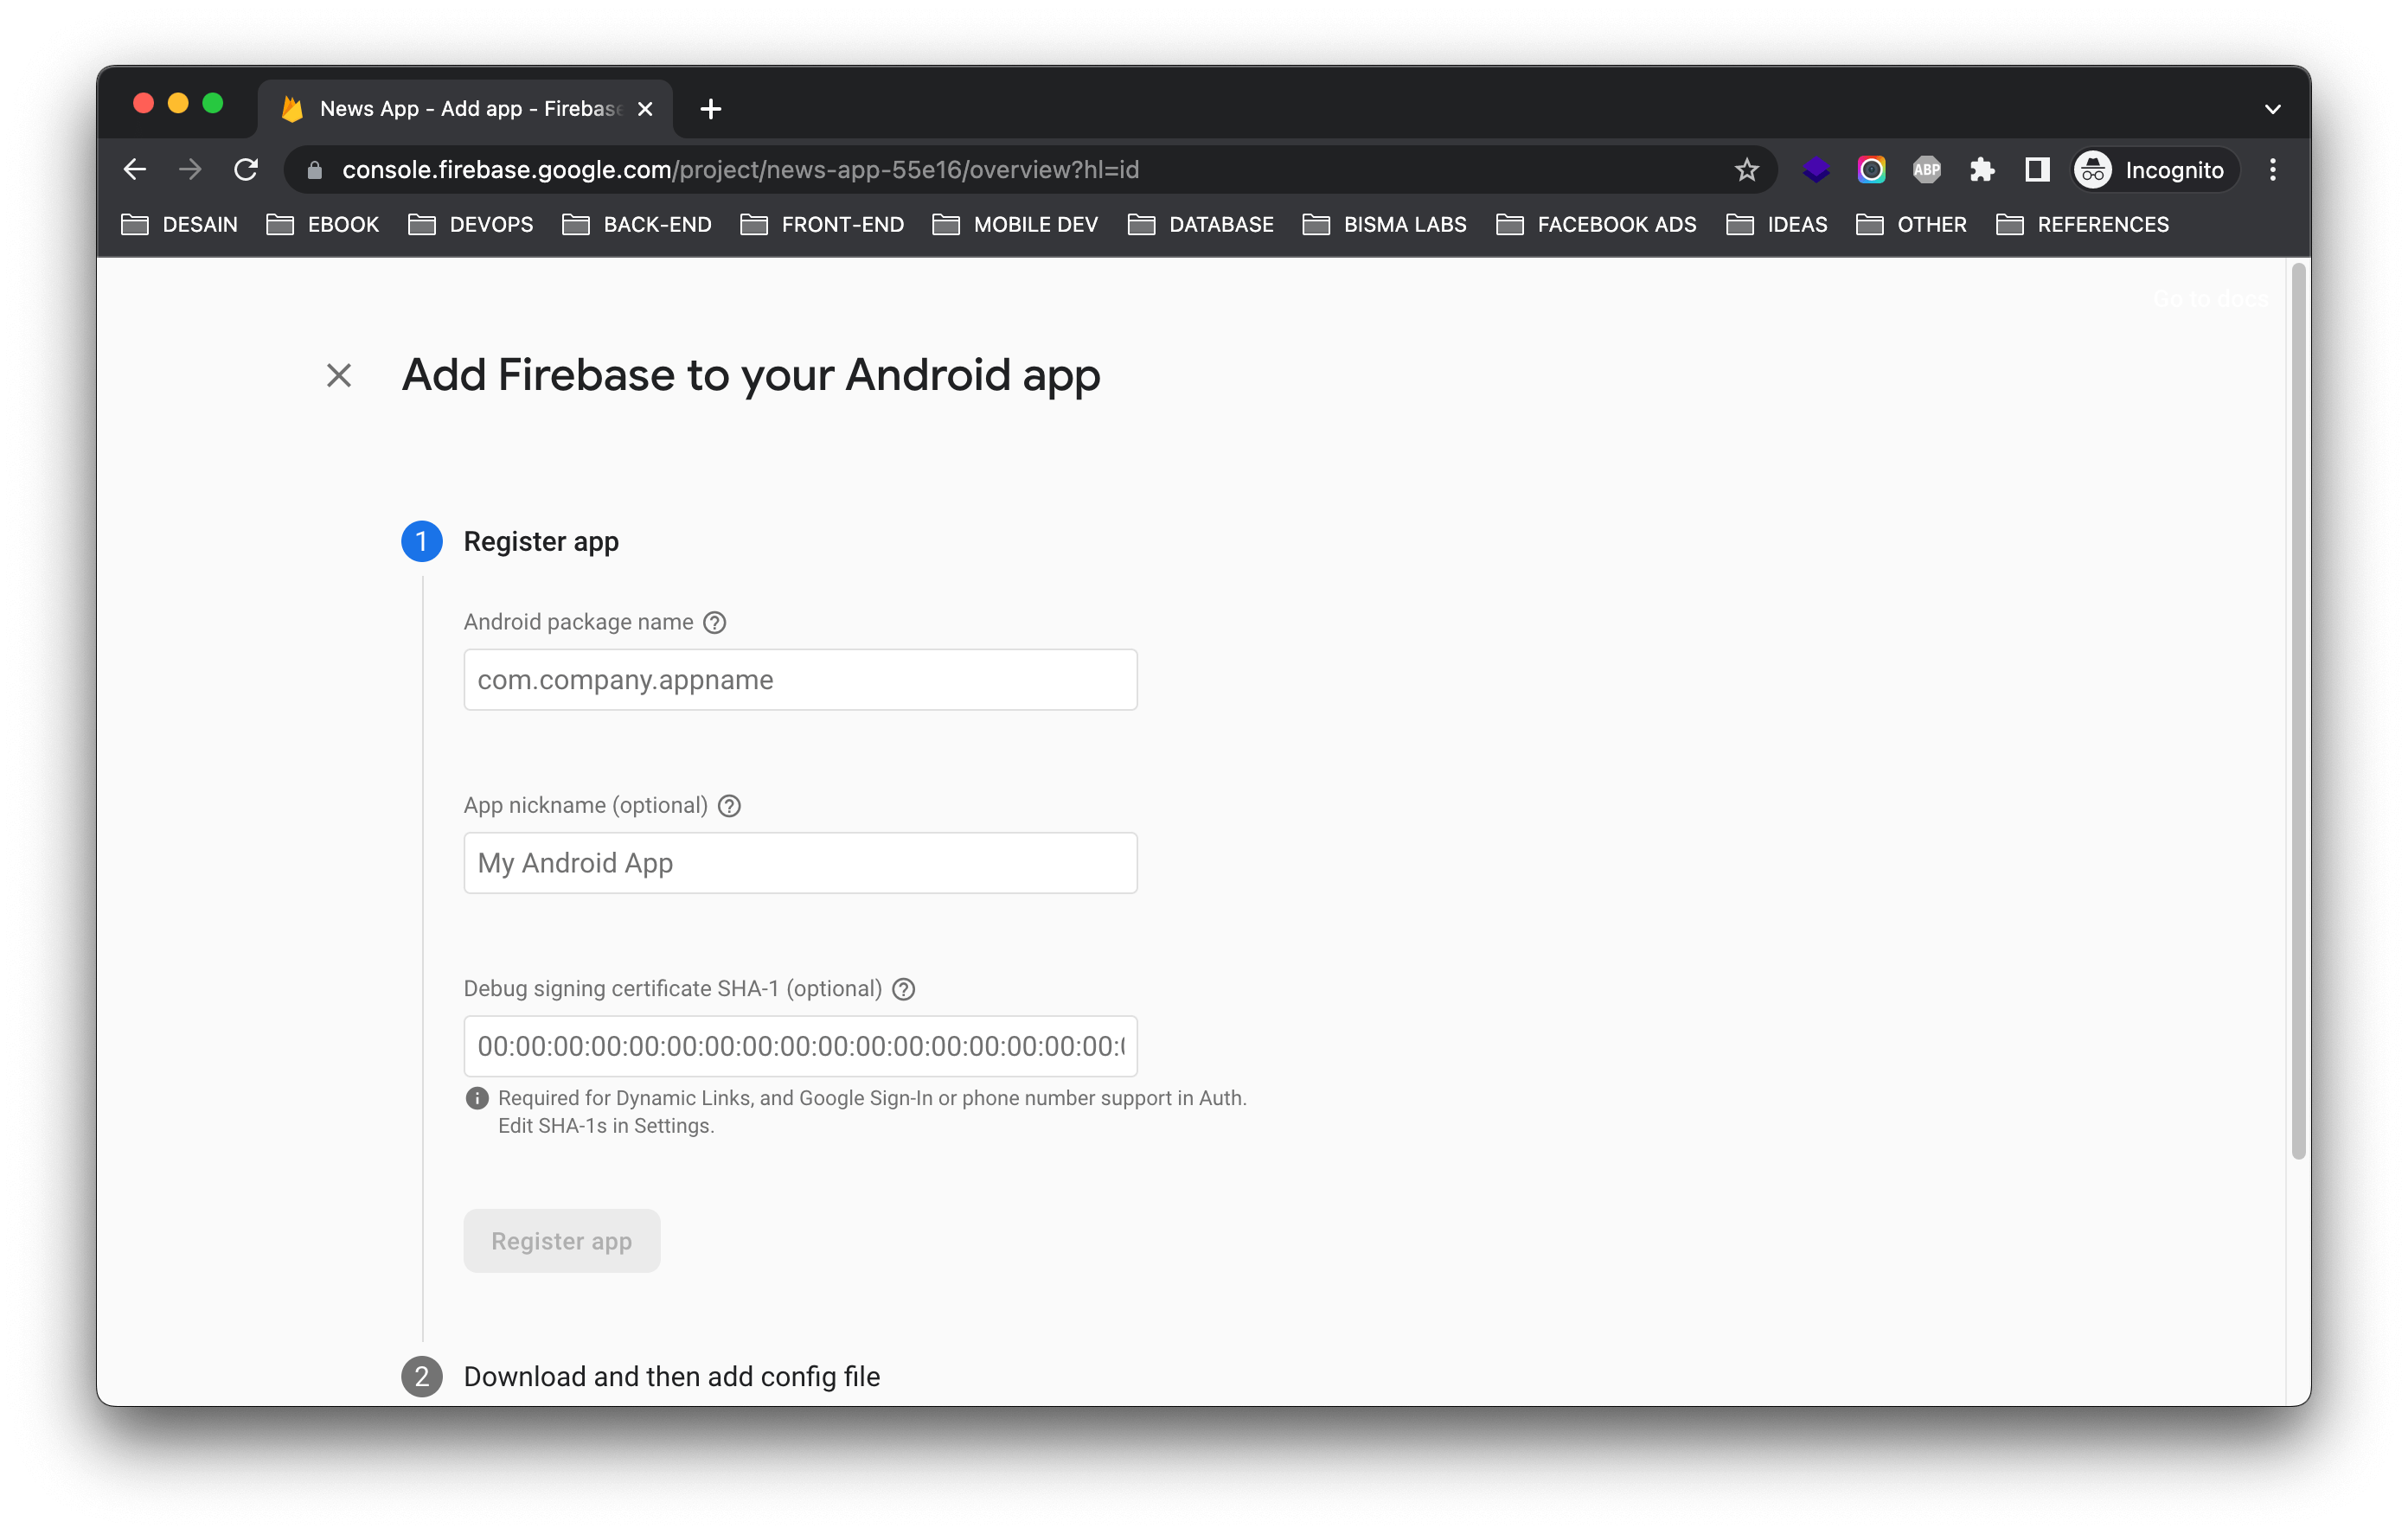 News App - Add app - Firebase
console.firebase.google.com/project/news-app-55e16/overview?hl=id
ABP
Incognito
DESAIN EBOOK DEVOPS BACK-END FRONT-END MOBILE DEV DATABASE BISMA LABS FACEBOOK ADS IDEAS OTHER REFERENCES
Go to docs
Add Firebase to your Android app
1 Register app
Android package name
com.company.appname
App nickname (optional)
My Android App
Debug signing certificate SHA-1 (optional)
00:00:00:00:00:00:00:00:00:00:00:00:00:00:00:00:00:
Required for Dynamic Links, and Google Sign-In or phone number support in Auth.
Edit SHA-1s in Settings.
Register app
2 Download and then add config file